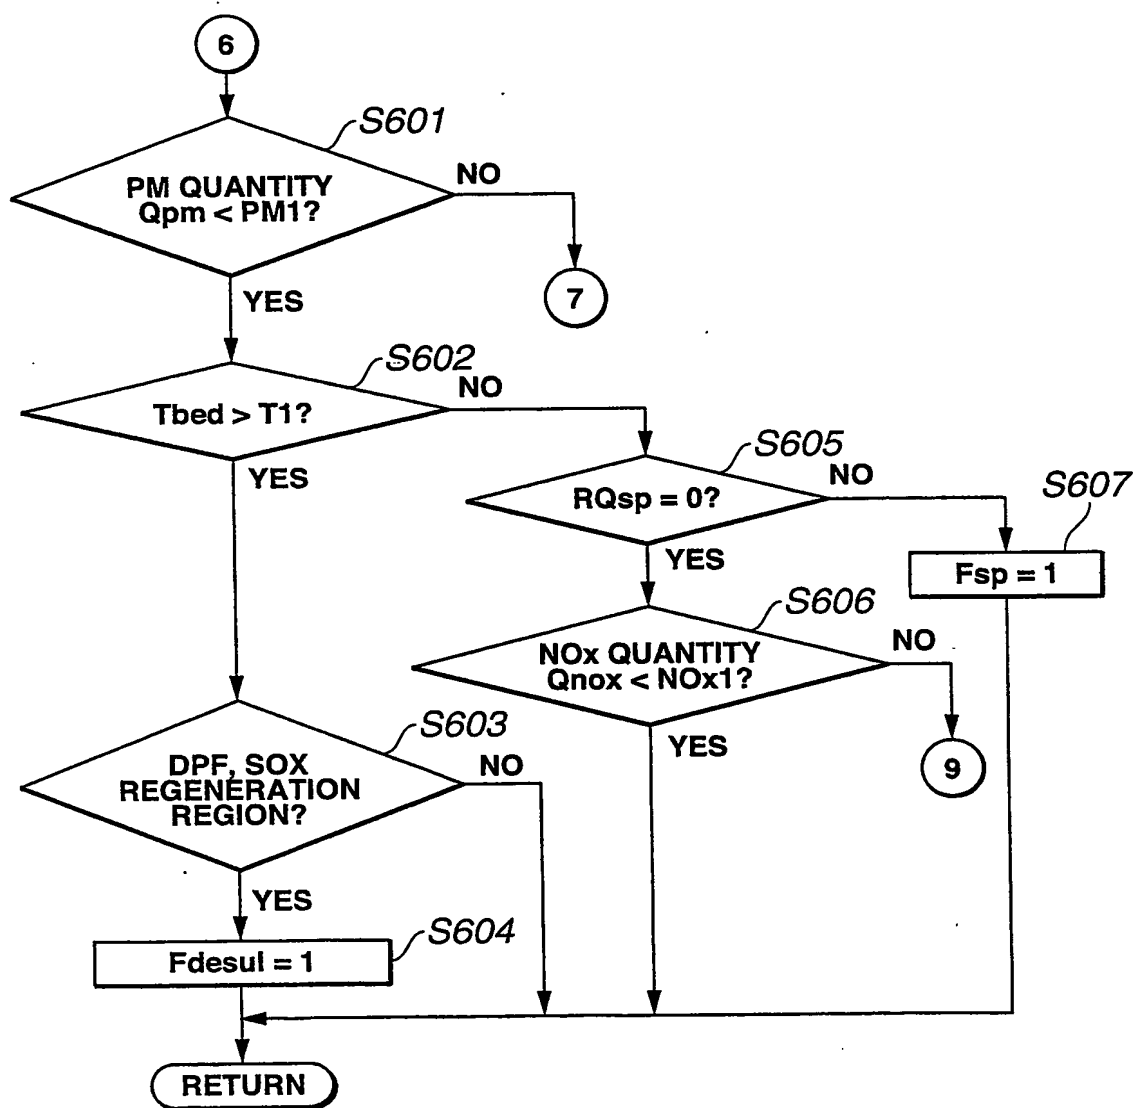 6
S601
PM QUANTITY
Qpm < PM1?
NO
7
YES
S602
Tbed > T1?
NO
YES
S605
RQsp = 0?
NO
S607
Fsp = 1
YES
S606
NOx QUANTITY
Qnox < NOx1?
NO
9
YES
S603
DPF, SOX
REGENERATION
REGION?
NO
YES
S604
Fdesul = 1
RETURN